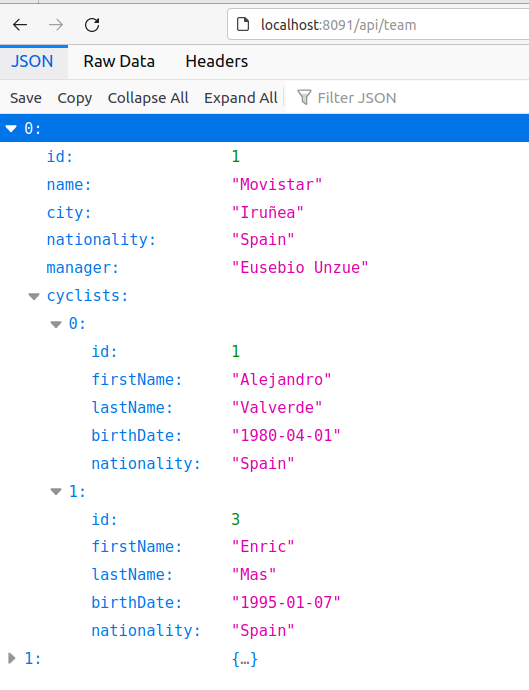 localhost:8091/api/team
JSON Raw Data Headers
Save Copy Collapse All Expand All Filter JSON
0:
id: 1
name: "Movistar"
city: "Iruñea"
nationality: "Spain"
manager: "Eusebio Unzue"
cyclists:
0:
id: 1
firstName: "Alejandro"
lastName: "Valverde"
birthDate: "1980-04-01"
nationality: "Spain"
1:
id: 3
firstName: "Enric"
lastName: "Mas"
birthDate: "1995-01-07"
nationality: "Spain"
1: {…}